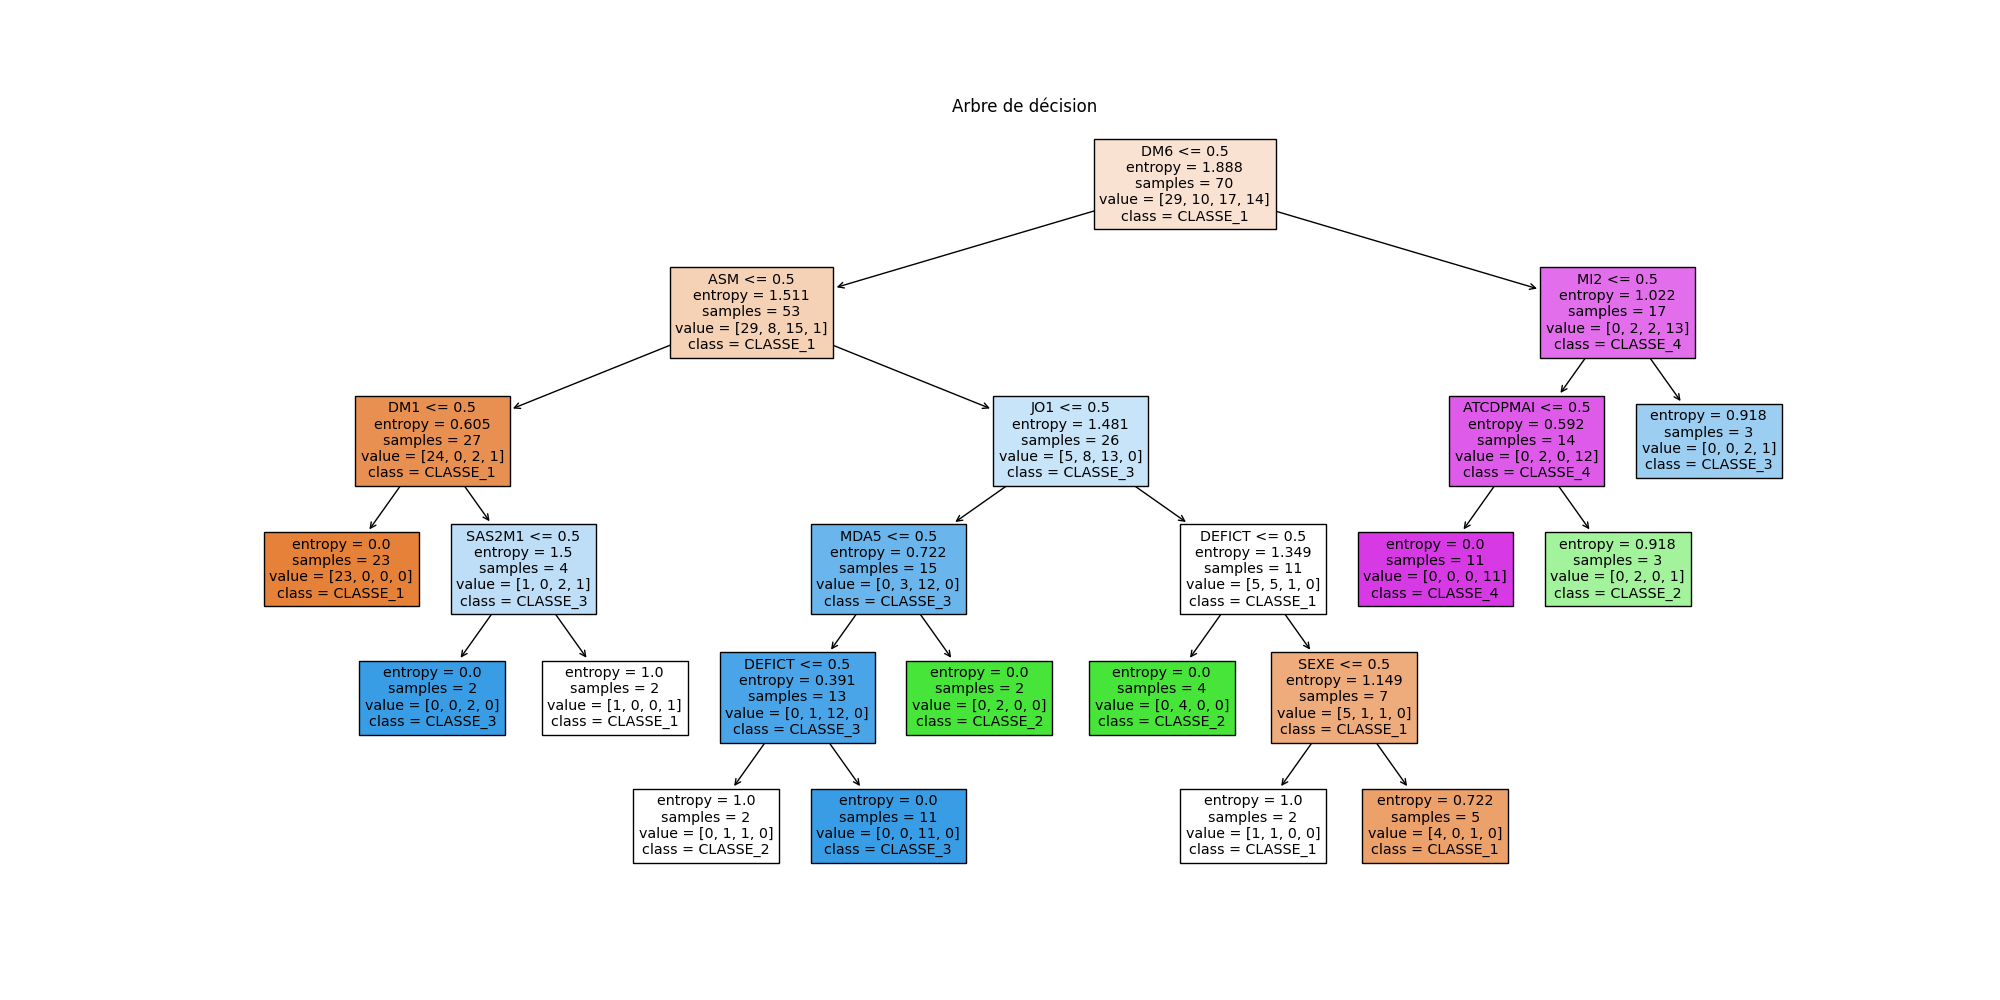 Arbre de décision
DM6 <= 0.5
entropy = 1.888
samples = 70
value = [29, 10, 17, 14]
class = CLASSE_1
ASM <= 0.5
entropy = 1.511
samples = 53
value = [29, 8, 15, 1]
class = CLASSE_1
MI2 <= 0.5
entropy = 1.022
samples = 17
value = [0, 2, 2, 13]
class = CLASSE_4
DM1 <= 0.5
entropy = 0.605
samples = 27
value = [24, 0, 2, 1]
class = CLASSE_1
JO1 <= 0.5
entropy = 1.481
samples = 26
value = [5, 8, 13, 0]
class = CLASSE_3
ATCDPMAI <= 0.5
entropy = 0.592
samples = 14
value = [0, 2, 0, 12]
class = CLASSE_4
entropy = 0.918
samples = 3
value = [0, 0, 2, 1]
class = CLASSE_3
entropy = 0.0
samples = 23
value = [23, 0, 0, 0]
class = CLASSE_1
SAS2M1 <= 0.5
entropy = 1.5
samples = 4
value = [1, 0, 2, 1]
class = CLASSE_3
MDA5 <= 0.5
entropy = 0.722
samples = 15
value = [0, 3, 12, 0]
class = CLASSE_3
DEFICT <= 0.5
entropy = 1.349
samples = 11
value = [5, 5, 1, 0]
class = CLASSE_1
entropy = 0.0
samples = 11
value = [0, 0, 0, 11]
class = CLASSE_4
entropy = 0.918
samples = 3
value = [0, 2, 0, 1]
class = CLASSE_2
entropy = 0.0
samples = 2
value = [0, 0, 2, 0]
class = CLASSE_3
entropy = 1.0
samples = 2
value = [1, 0, 0, 1]
class = CLASSE_1
DEFICT <= 0.5
entropy = 0.391
samples = 13
value = [0, 1, 12, 0]
class = CLASSE_3
entropy = 0.0
samples = 2
value = [0, 2, 0, 0]
class = CLASSE_2
entropy = 0.0
samples = 4
value = [0, 4, 0, 0]
class = CLASSE_2
SEXE <= 0.5
entropy = 1.149
samples = 7
value = [5, 1, 1, 0]
class = CLASSE_1
entropy = 1.0
samples = 2
value = [0, 1, 1, 0]
class = CLASSE_2
entropy = 0.0
samples = 11
value = [0, 0, 11, 0]
class = CLASSE_3
entropy = 1.0
samples = 2
value = [1, 1, 0, 0]
class = CLASSE_1
entropy = 0.722
samples = 5
value = [4, 0, 1, 0]
class = CLASSE_1